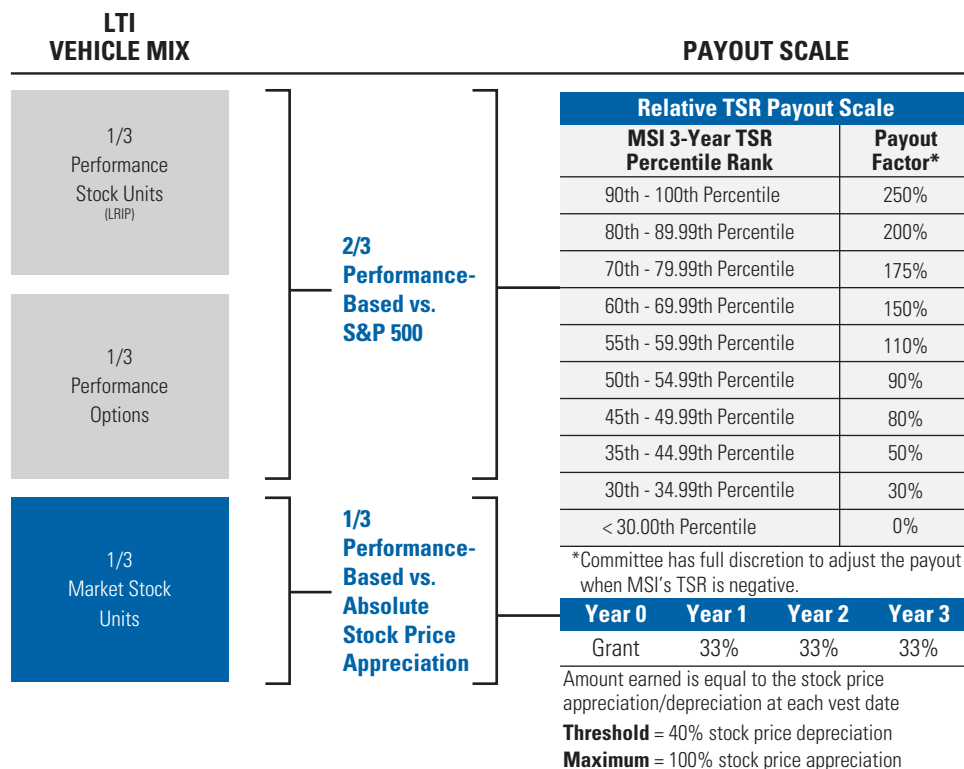 LTI
VEHICLE MIX
PAYOUT SCALE
1/3
Performance
Stock Units
(LRIP)
1/3
Performance
Options
1/3
Market Stock
Units
2/3
Performance-
Based vs.
S&P 500
1/3
Performance-
Based vs.
Absolute
Stock Price
Appreciation
Relative TSR Payout Scale
MSI 3-Year TSR
Percentile Rank
Payout
Factor*
90th - 100th Percentile 250%
80th - 89.99th Percentile 200%
70th - 79.99th Percentile 175%
60th - 69.99th Percentile 150%
55th - 59.99th Percentile 110%
50th - 54.99th Percentile 90%
45th - 49.99th Percentile 80%
35th - 44.99th Percentile 50%
30th - 34.99th Percentile 30%
< 30.00th Percentile 0%
*Committee has full discretion to adjust the payout
when MSI's TSR is negative.
Year 0 Year 1 Year 2 Year 3
Grant 33% 33% 33%
Amount earned is equal to the stock price
appreciation/depreciation at each vest date
Threshold = 40% stock price depreciation
Maximum = 100% stock price appreciation